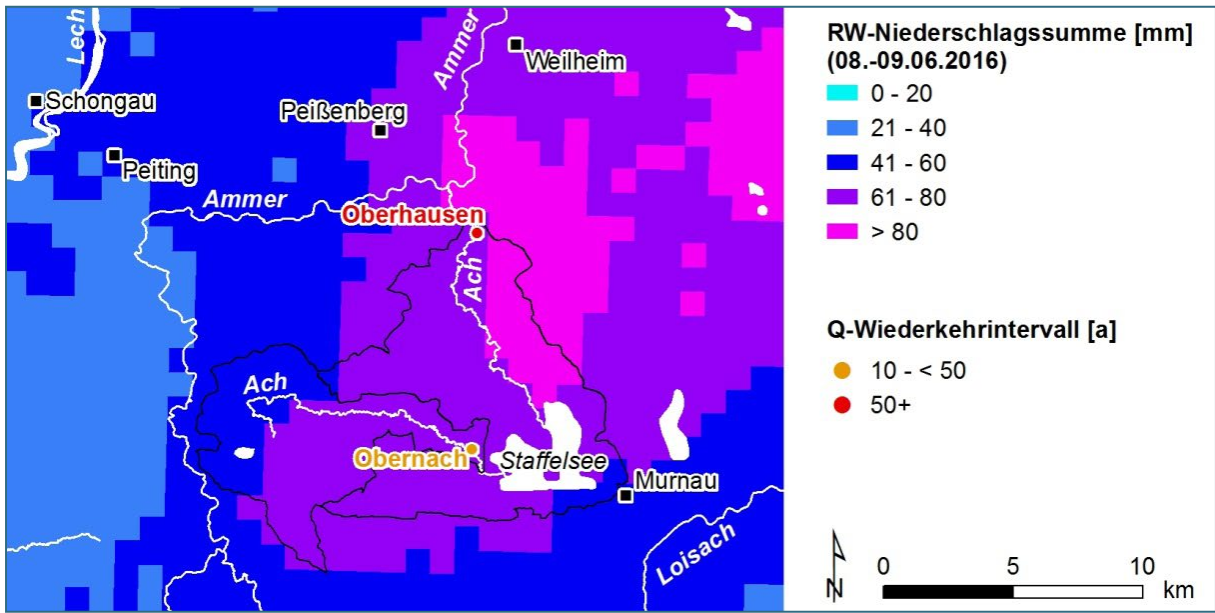 Lech
Ammer
Weilheim
Schongau
Peißenberg
Peiting
Ammer
Oberhausen
Ach
Ach
Obernach
Staffelsee
Murnau
Loisach
RW-Niederschlagssumme [mm]
(08.-09.06.2016)
0 - 20
21 - 40
41 - 60
61 - 80
> 80
Q-Wiederkehrintervall [a]
10 - < 50
50+
N
0 5 10
km